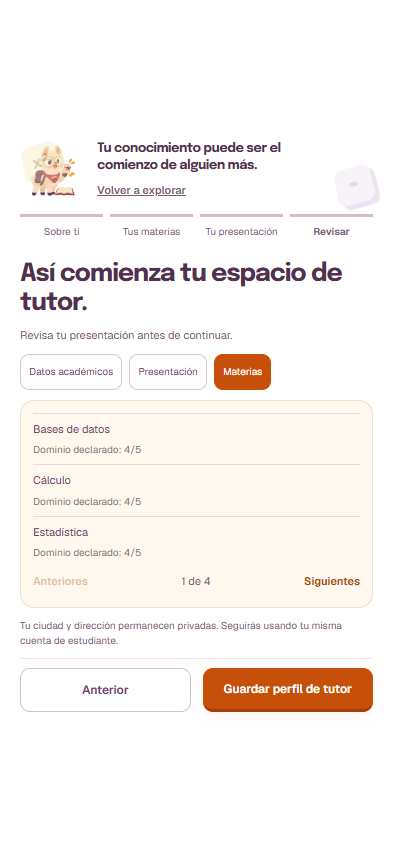 Tu conocimiento puede ser el
comienzo de alguien más.
Volver a explorar
Sobre ti
Tus materias
Tu presentación
Revisar
Así comienza tu espacio de
tutor.
Revisa tu presentación antes de continuar.
Datos académicos
Presentación
Materias
Bases de datos
Dominio declarado: 4/5
Cálculo
Dominio declarado: 4/5
Estadística
Dominio declarado: 4/5
Anteriores
1 de 4
Siguientes
Tu ciudad y dirección permanecen privadas. Seguirás usando tu misma
cuenta de estudiante.
Anterior
Guardar perfil de tutor